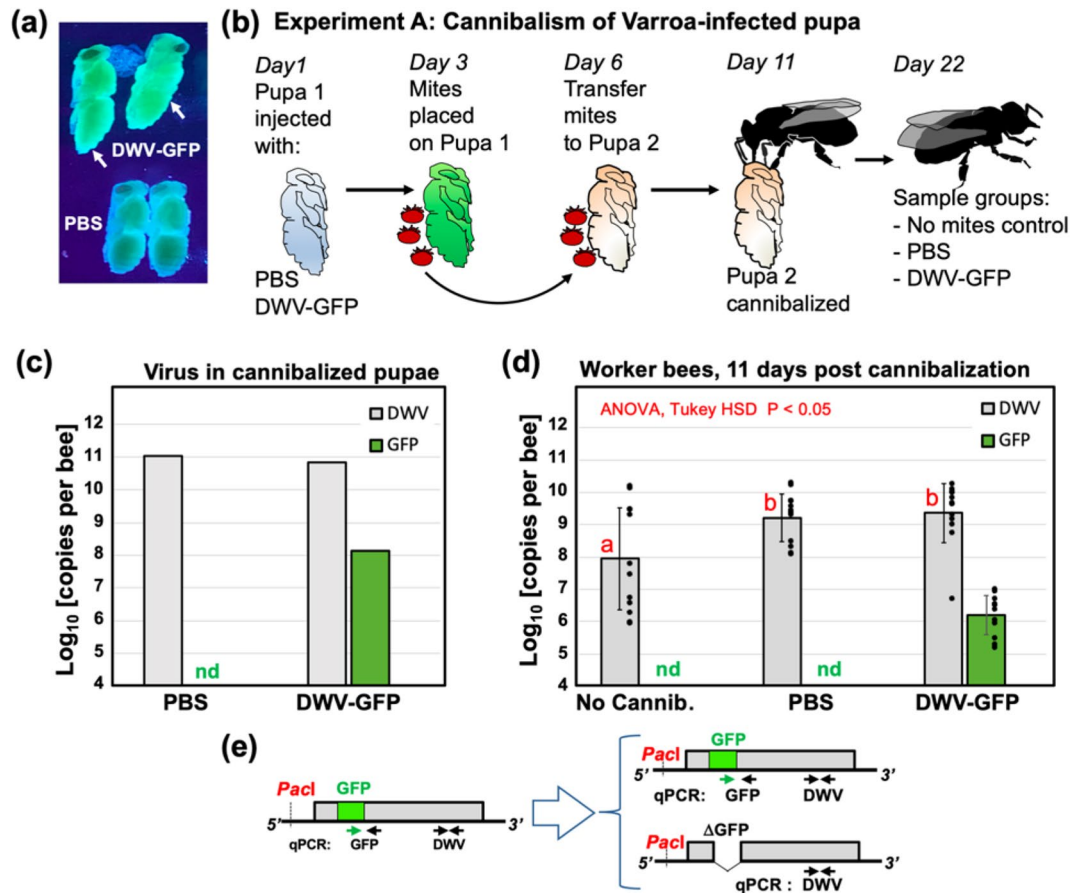 (a)
DWV-GFP
PBS
(b) Experiment A: Cannibalism of Varroa-infected pupa
Day1
Pupa 1
injected
with:
PBS
DWV-GFP
Day 3
Mites
placed
on Pupa 1
Day 6
Transfer
mites
to Pupa 2
Day 11
Pupa 2
cannibalized
Day 22
Sample groups:
- No mites control
- PBS
- DWV-GFP
(c)
Virus in cannibalized pupae
Log10 [copies per bee]
12
11
10
9
8
7
6
5
4
DWV
GFP
nd
PBS
DWV-GFP
(d)
Worker bees, 11 days post cannibalization
Log10 [copies per bee]
12
11
10
9
8
7
6
5
4
ANOVA, Tukey HSD P < 0.05
DWV
GFP
a
b
b
nd
nd
No Cannib.
PBS
DWV-GFP
(e)
PacI
GFP
5’
3’
qPCR: GFP DWV
PacI
GFP
5’
3’
qPCR: GFP DWV
PacI
ΔGFP
5’
3’
qPCR : DWV